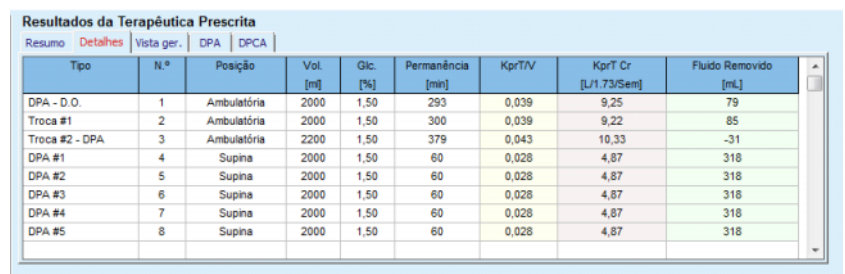 Resultados da Terapêutica Prescrita
Resumo Detalhes Vista ger. DPA DPCA
Tipo N.º Posição Vol. Glc. Permanência KprT/V KprT Cr Fluido Removido
[ml] [%] [min] [L/1.73/Sem] [mL]
DPA - D.O. 1 Ambulatória 2000 1,50 293 0,039 9,25 79
Troca #1 2 Ambulatória 2000 1,50 300 0,039 9,22 85
Troca #2 - DPA 3 Ambulatória 2200 1,50 379 0,043 10,33 -31
DPA #1 4 Supina 2000 1,50 60 0,028 4,87 318
DPA #2 5 Supina 2000 1,50 60 0,028 4,87 318
DPA #3 6 Supina 2000 1,50 60 0,028 4,87 318
DPA #4 7 Supina 2000 1,50 60 0,028 4,87 318
DPA #5 8 Supina 2000 1,50 60 0,028 4,87 318